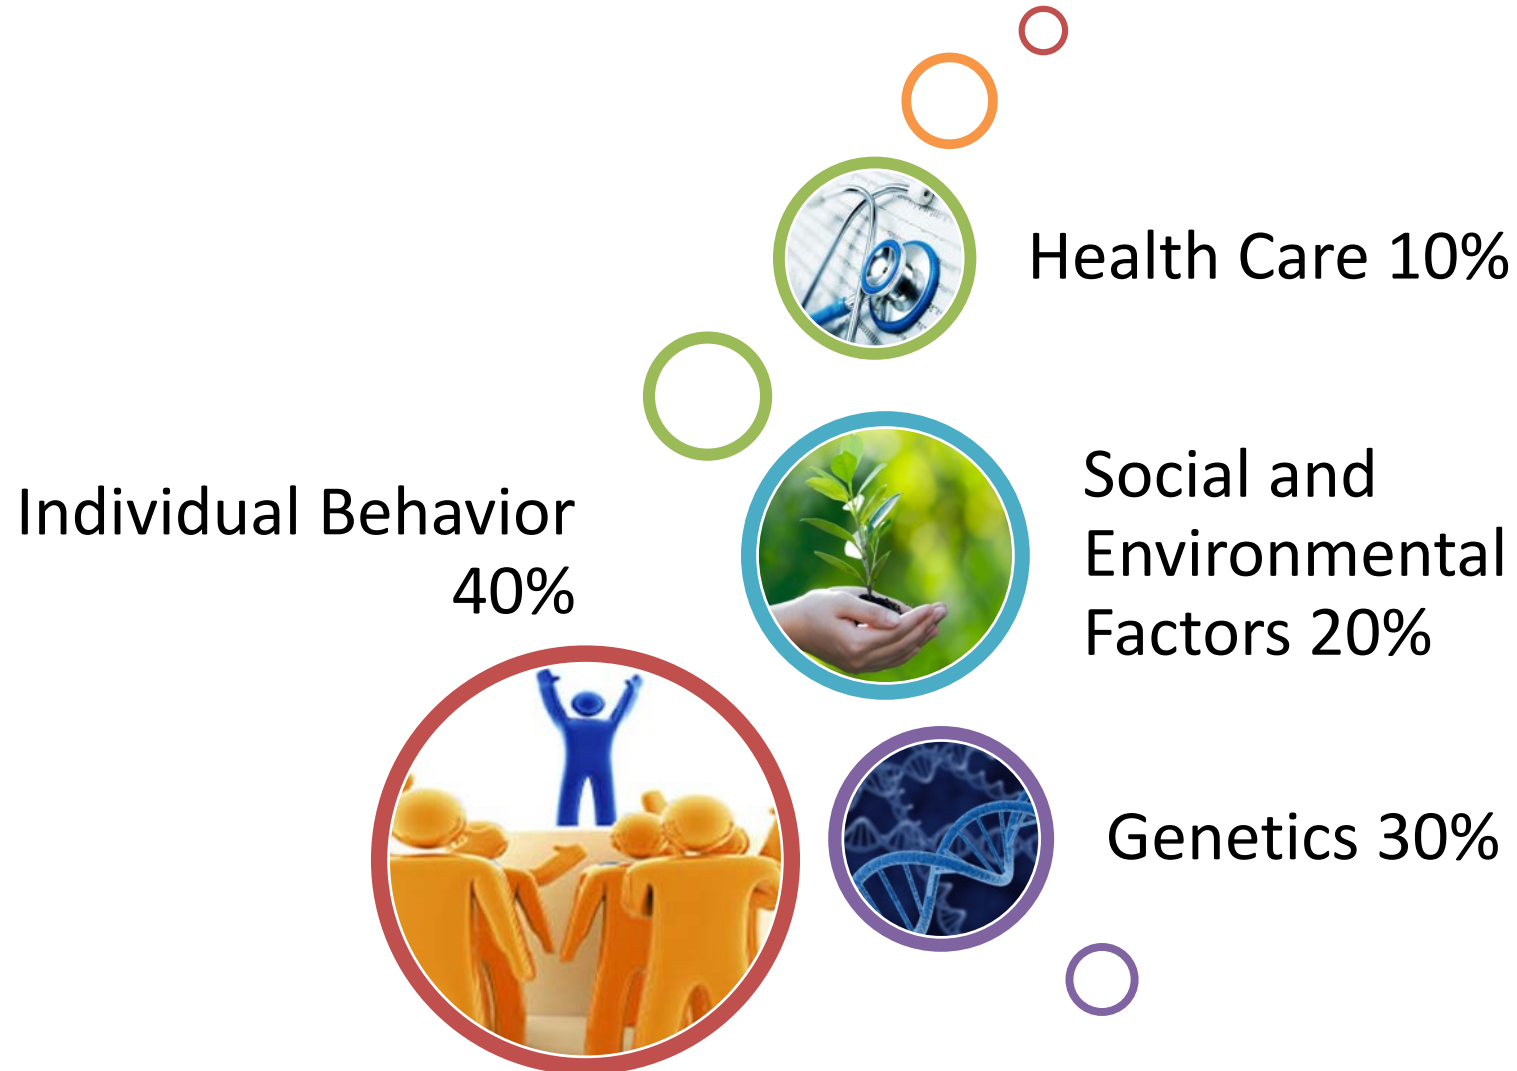 Health Care 10%
Social and
Environmental
Factors 20%
Individual Behavior
40%
Genetics 30%